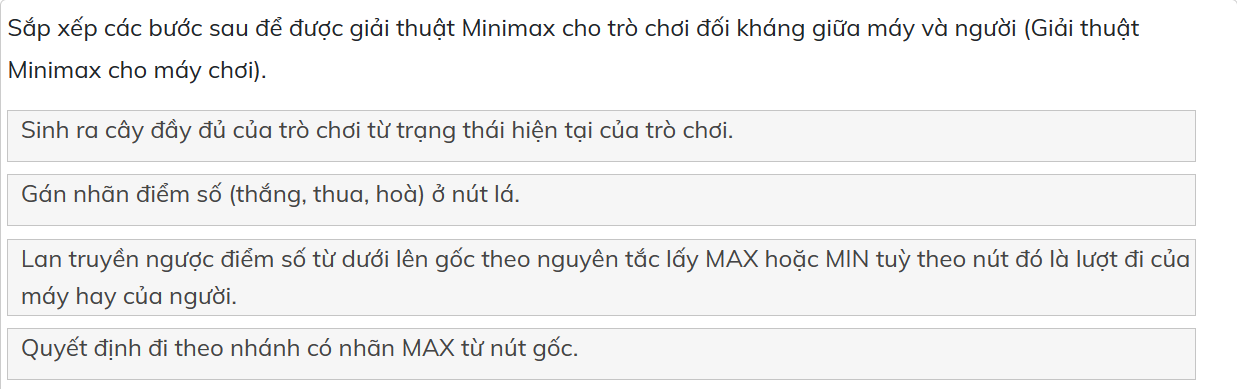 Sắp xếp các bước sau để được giải thuật Minimax cho trò chơi đối kháng giữa máy và người (Giải thuật
Minimax cho máy chơi).
Sinh ra cây đầy đủ của trò chơi từ trạng thái hiện tại của trò chơi.
Gán nhãn điểm số (thắng, thua, hoà) ở nút lá.
Lan truyền ngược điểm số từ dưới lên gốc theo nguyên tắc lấy MAX hoặc MIN tuỳ theo nút đó là lượt đi của
máy hay của người.
Quyết định đi theo nhánh có nhãn MAX từ nút gốc.